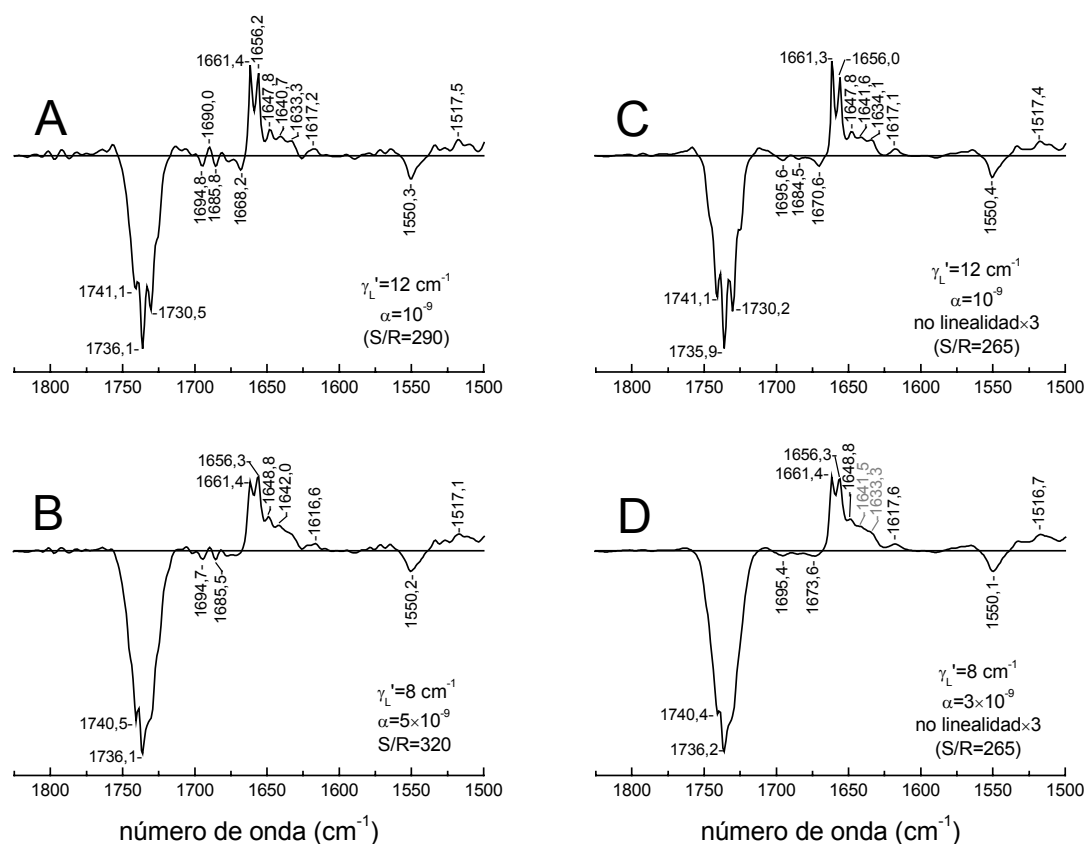 A
1661,4-
-1656,2
1647,8
1640,7
1633,3
1617,2
1690,0
1694,8
1685,8
1668,2
1517,5
1550,3
1741,1-
-1730,5
1736,1-
γL'=12 cm-1
α=10-9
(S/R=290)
1800 1750 1700 1650 1600 1550 1500
C
1661,3-
-1656,0
1647,8
1641,6
1634,1
1617,1
1695,6
1684,5
1670,6
1517,4
1550,4
1741,1-
-1730,2
1735,9-
γL'=12 cm-1
α=10-9
no linealidad×3
(S/R=265)
1800 1750 1700 1650 1600 1550 1500
B
1656,3-
1661,4-
1648,8
1642,0
1616,6
1694,7
1685,5
1517,1
1550,2
1740,5-
1736,1-
γL'=8 cm-1
α=5×10-9
S/R=320
1800 1750 1700 1650 1600 1550 1500
número de onda (cm-1)
D
1656,3-
1661,4-
1648,8
1641,5
1633,3
1617,6
1695,4
1673,6
1516,7
1550,1
1740,4-
1736,2-
γL'=8 cm-1
α=3×10-9
no linealidad×3
(S/R=265)
1800 1750 1700 1650 1600 1550 1500
número de onda (cm-1)